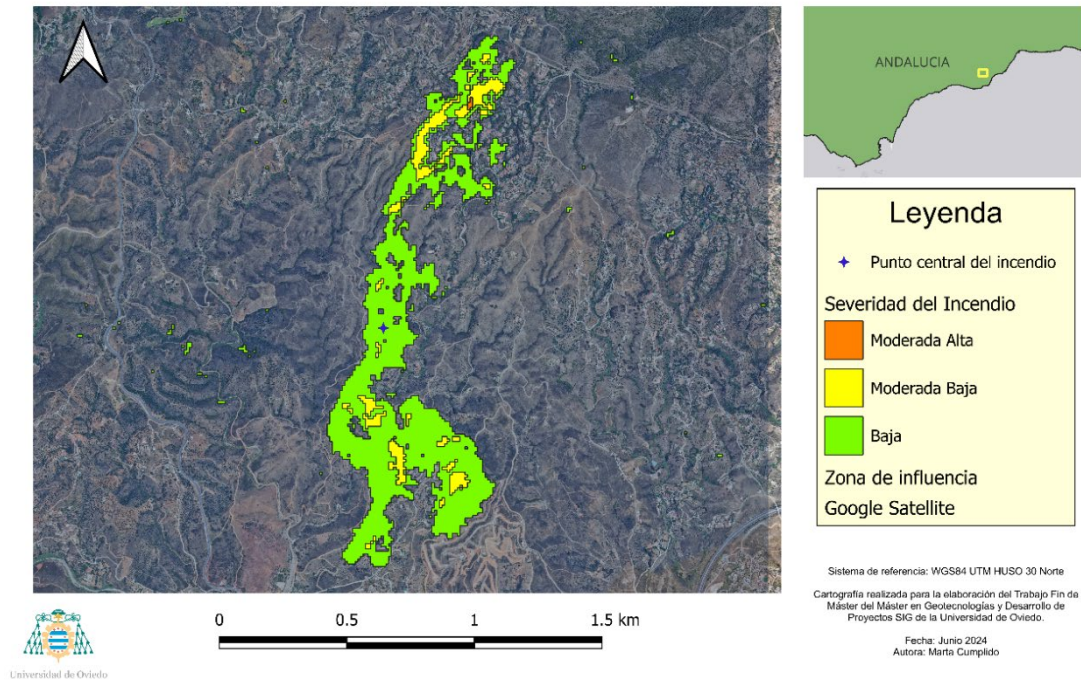 ANDALUCIA
Leyenda
Punto central del incendio
Severidad del Incendio
Moderada Alta
Moderada Baja
Baja
Zona de influencia
Google Satellite
Sistema de referencia: WGS84 UTM HUSO 30 Norte
Cartografía realizada para la elaboración del Trabajo Fin de
Máster del Máster en Geotecnologías y Desarrollo de
Proyectos SIG de la Universidad de Oviedo.
Fecha: Junio 2024
Autora: Marta Cumplido
0 0.5 1 1.5 km
Universidad de Oviedo